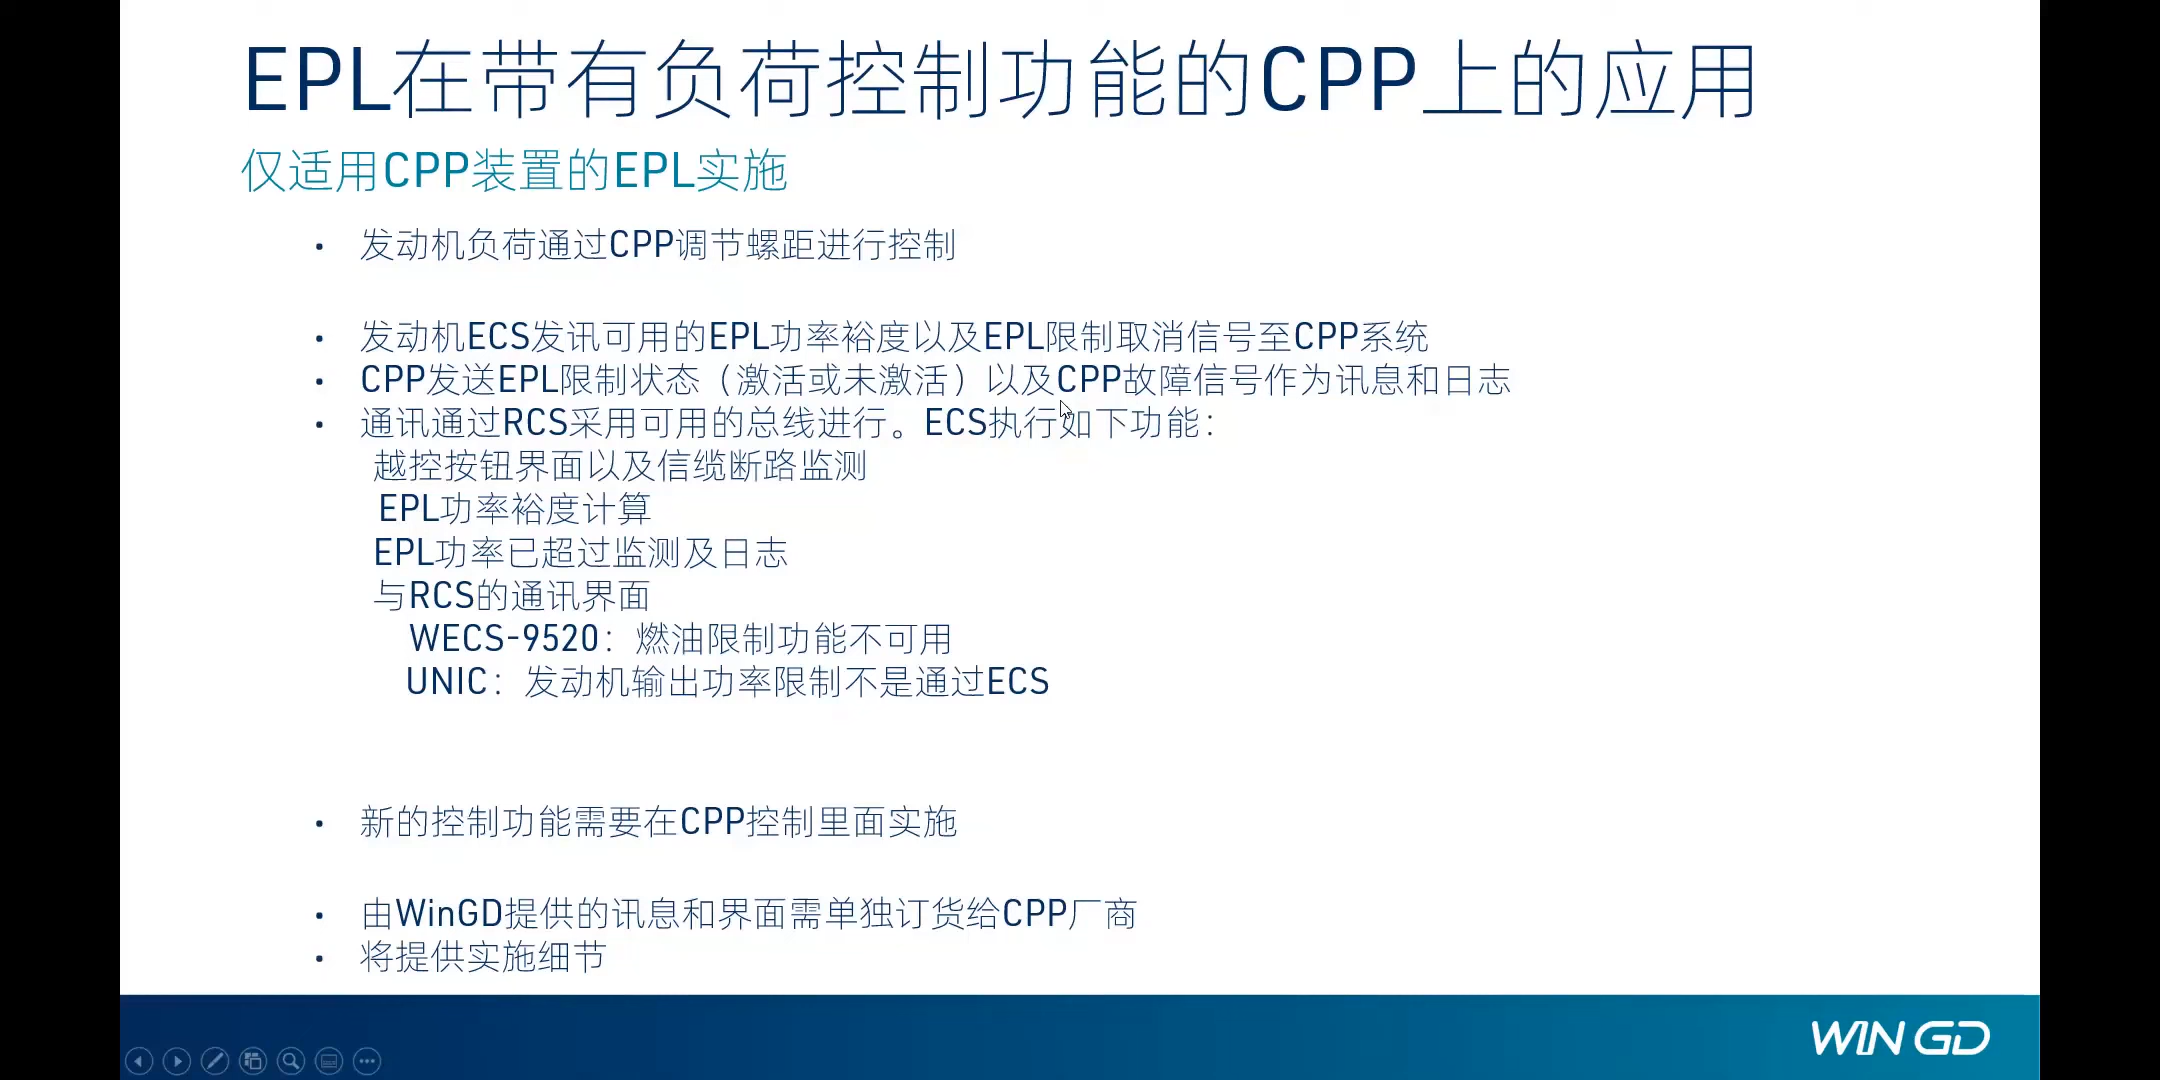 EPL在带有负荷控制功能的CPP上的应用
仅适用CPP装置的EPL实施
• 发动机负荷通过CPP调节螺距进行控制
• 发动机ECS发讯可用的EPL功率裕度以及EPL限制取消信号至CPP系统
• CPP发送EPL限制状态（激活或未激活）以及CPP故障信号作为讯息和日志
• 通讯通过RCS采用可用的总线进行。ECS执行如下功能：
越控按钮界面以及信缆断路监测
EPL功率裕度计算
EPL功率已超过监测及日志
与RCS的通讯界面
WECS-9520：燃油限制功能不可用
UNIC：发动机输出功率限制不是通过ECS
• 新的控制功能需要在CPP控制里面实施
• 由WinGD提供的讯息和界面需单独订货给CPP厂商
• 将提供实施细节
WIN GD